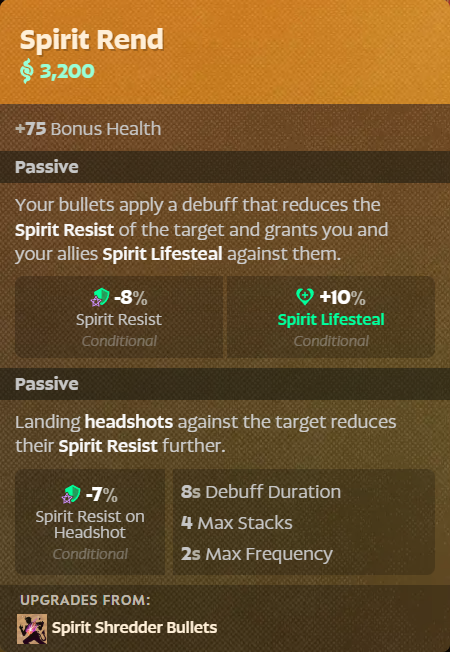 Spirit Rend
3,200
+75 Bonus Health
Passive
Your bullets apply a debuff that reduces the
Spirit Resist of the target and grants you and
your allies Spirit Lifesteal against them.
-8%
Spirit Resist
Conditional
+10%
Spirit Lifesteal
Conditional
Passive
Landing headshots against the target reduces
their Spirit Resist further.
-7%
Spirit Resist on
Headshot
Conditional
8s Debuff Duration
4 Max Stacks
2s Max Frequency
UPGRADES FROM:
Spirit Shredder Bullets